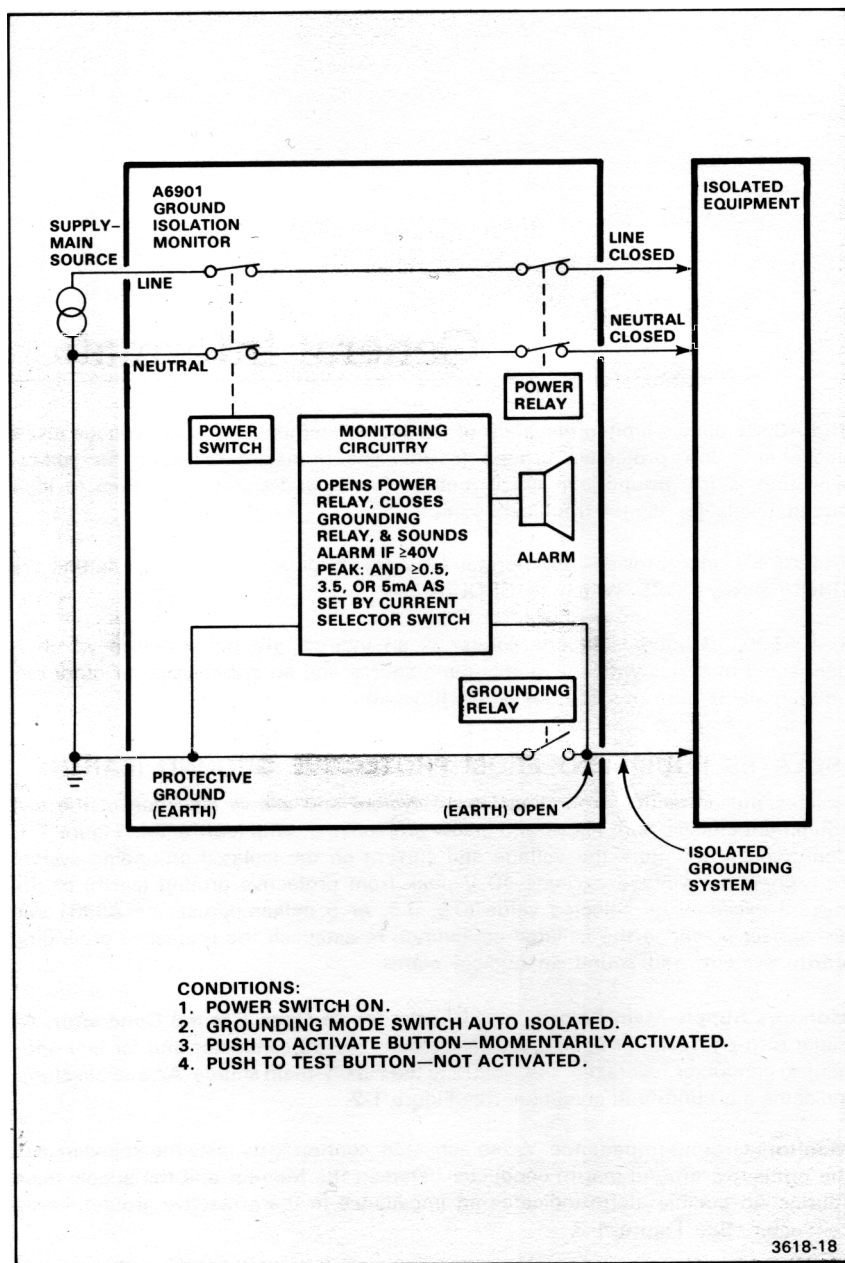 A6901
GROUND
ISOLATION
MONITOR
SUPPLY–
MAIN
SOURCE
LINE
NEUTRAL
POWER
SWITCH
LINE
CLOSED
NEUTRAL
CLOSED
POWER
RELAY
ISOLATED
EQUIPMENT
MONITORING
CIRCUITRY
OPENS POWER
RELAY, CLOSES
GROUNDING
RELAY, & SOUNDS
ALARM IF ≥40V
PEAK: AND ≥0.5,
3.5, OR 5mA AS
SET BY CURRENT
SELECTOR SWITCH
ALARM
GROUNDING
RELAY
PROTECTIVE
GROUND
(EARTH)
(EARTH) OPEN
ISOLATED
GROUNDING
SYSTEM
CONDITIONS:
1. POWER SWITCH ON.
2. GROUNDING MODE SWITCH AUTO ISOLATED.
3. PUSH TO ACTIVATE BUTTON—MOMENTARILY ACTIVATED.
4. PUSH TO TEST BUTTON—NOT ACTIVATED.
3618-18